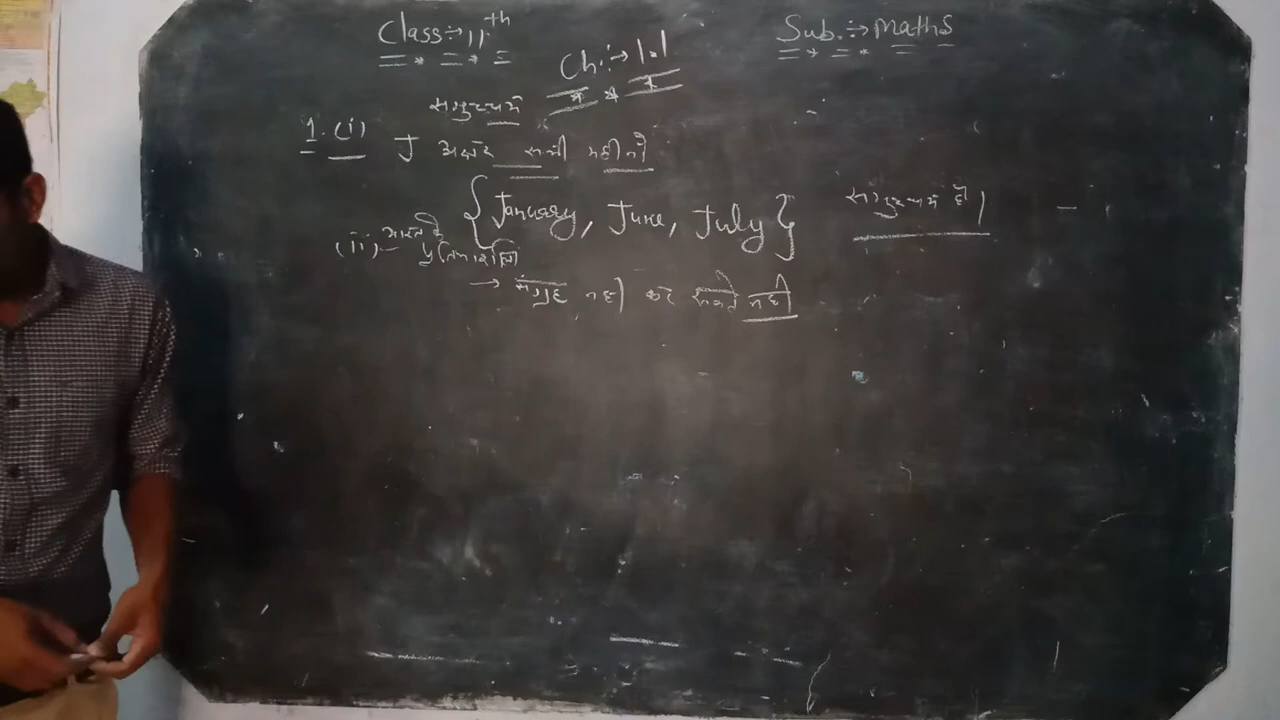 Class :→ 11th Sub. :→ Maths
Ch. :→ 1.1
समुच्चय
1. (i) J अक्षर सभी महीनों
{January, June, July} समुच्चय है।
(ii) भारत के
→ संग्रह नहीं कर सकते नहीं